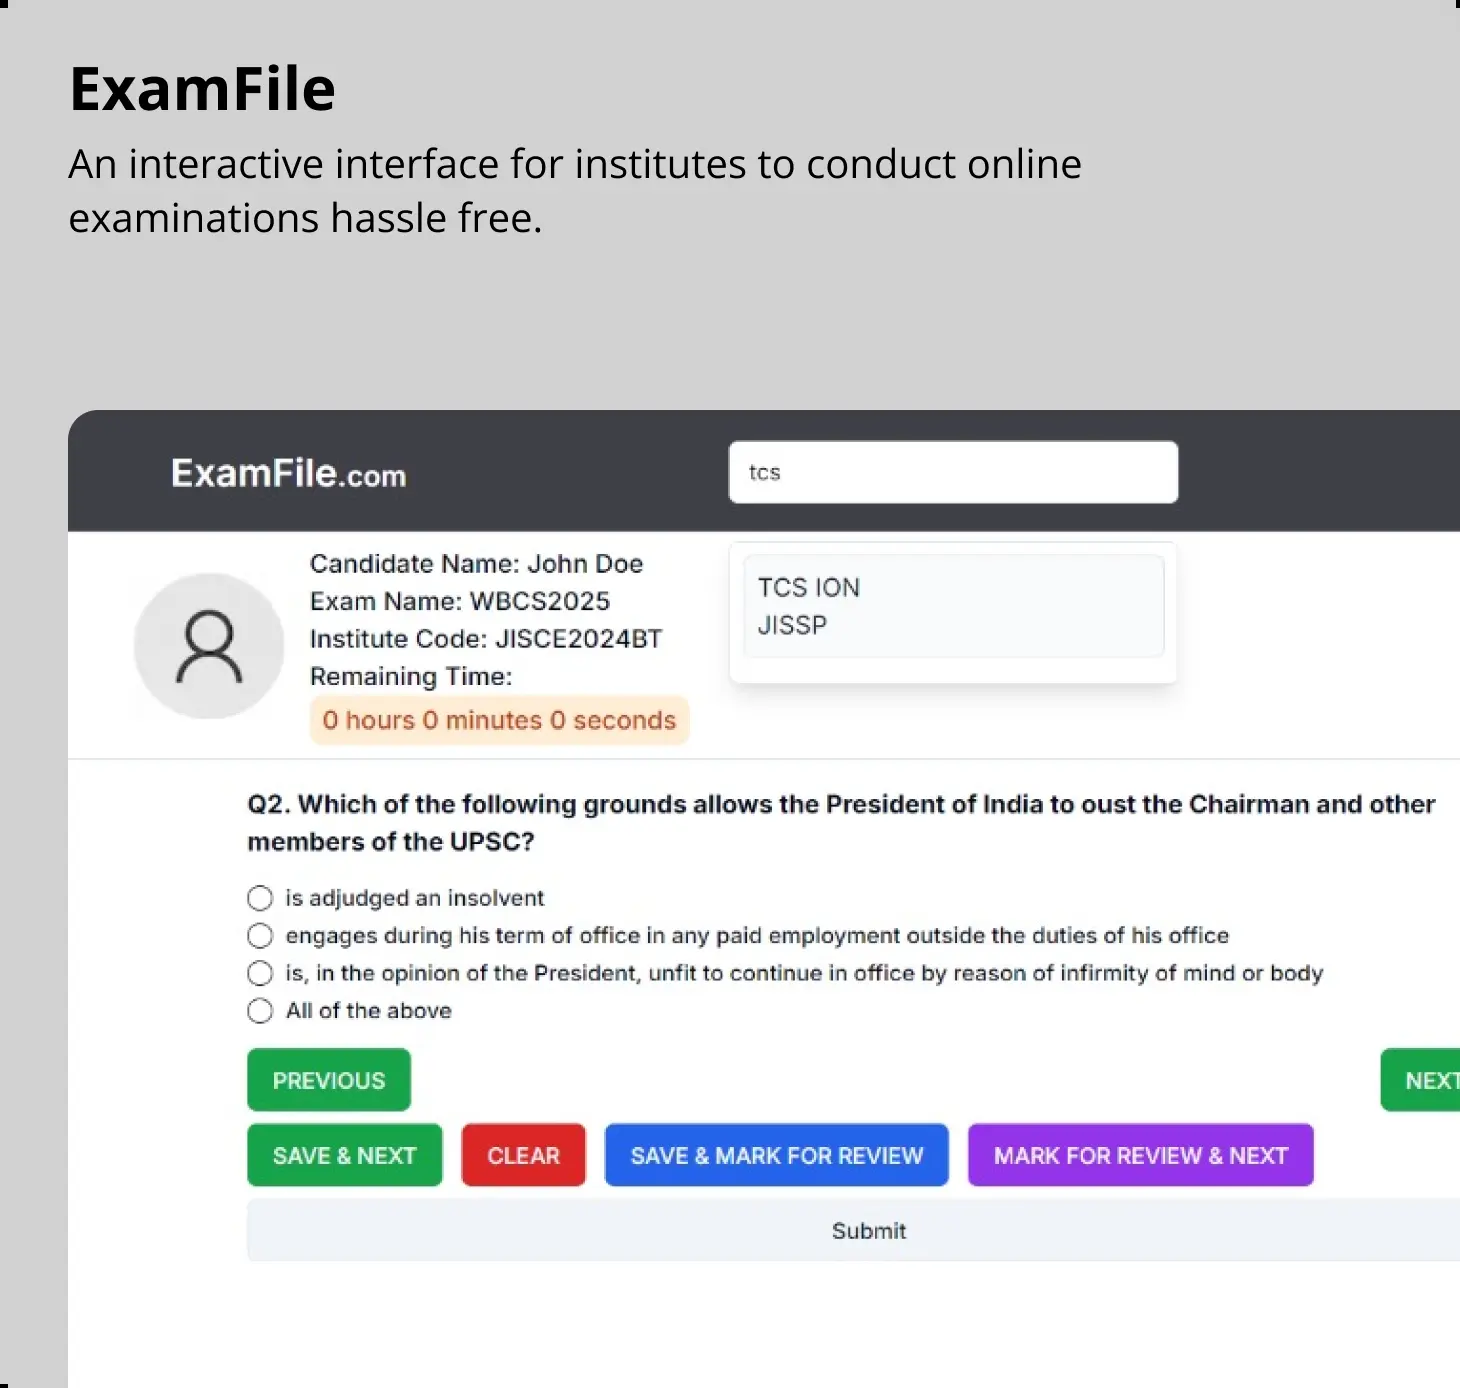 ExamFile
An interactive interface for institutes to conduct online
examinations hassle free.
ExamFile.com
tcs
Candidate Name: John Doe
Exam Name: WBCS2025
Institute Code: JISCE2024BT
Remaining Time:
0 hours 0 minutes 0 seconds
TCS ION
JISSP
Q2. Which of the following grounds allows the President of India to oust the Chairman and other
members of the UPSC?
is adjudged an insolvent
engages during his term of office in any paid employment outside the duties of his office
is, in the opinion of the President, unfit to continue in office by reason of infirmity of mind or body
All of the above
PREVIOUS
NEXT
SAVE & NEXT
CLEAR
SAVE & MARK FOR REVIEW
MARK FOR REVIEW & NEXT
Submit